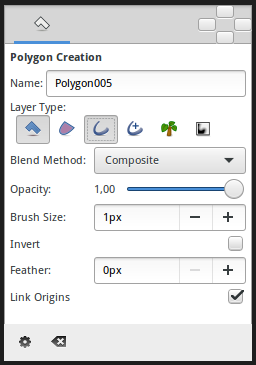 Polygon Creation
Name: Polygon005
Layer Type:
Blend Method: Composite
Opacity: 1,00
Brush Size: 1px
Invert
Feather: 0px
Link Origins